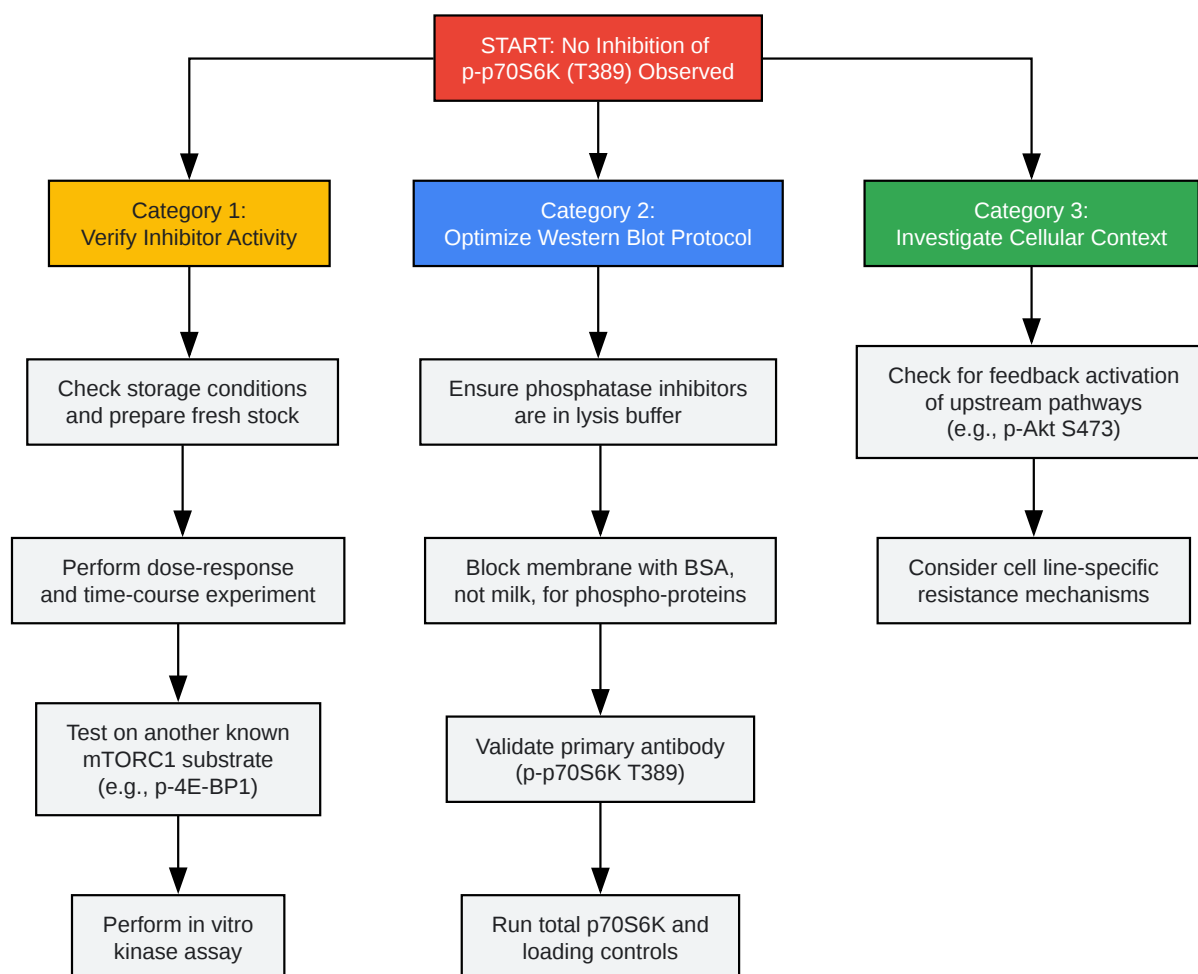 START: No Inhibition of
p-p70S6K (T389) Observed
Category 1:
Verify Inhibitor Activity
Category 2:
Optimize Western Blot Protocol
Category 3:
Investigate Cellular Context
Check storage conditions
and prepare fresh stock
Ensure phosphatase inhibitors
are in lysis buffer
Check for feedback activation
of upstream pathways
(e.g., p-Akt S473)
Perform dose-response
and time-course experiment
Block membrane with BSA,
not milk, for phospho-proteins
Consider cell line-specific
resistance mechanisms
Test on another known
mTORC1 substrate
(e.g., p-4E-BP1)
Validate primary antibody
(p-p70S6K T389)
Perform in vitro
kinase assay
Run total p70S6K and
loading controls